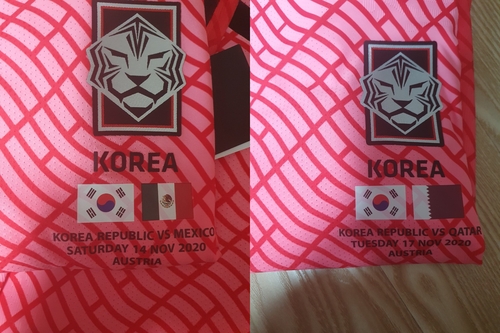 KOREA
KOREA REPUBLIC VS MEXICO
SATURDAY 14 NOV 2020
AUSTRIA
KOREA
KOREA REPUBLIC VS QATAR
TUESDAY 17 NOV 2020
AUSTRIA